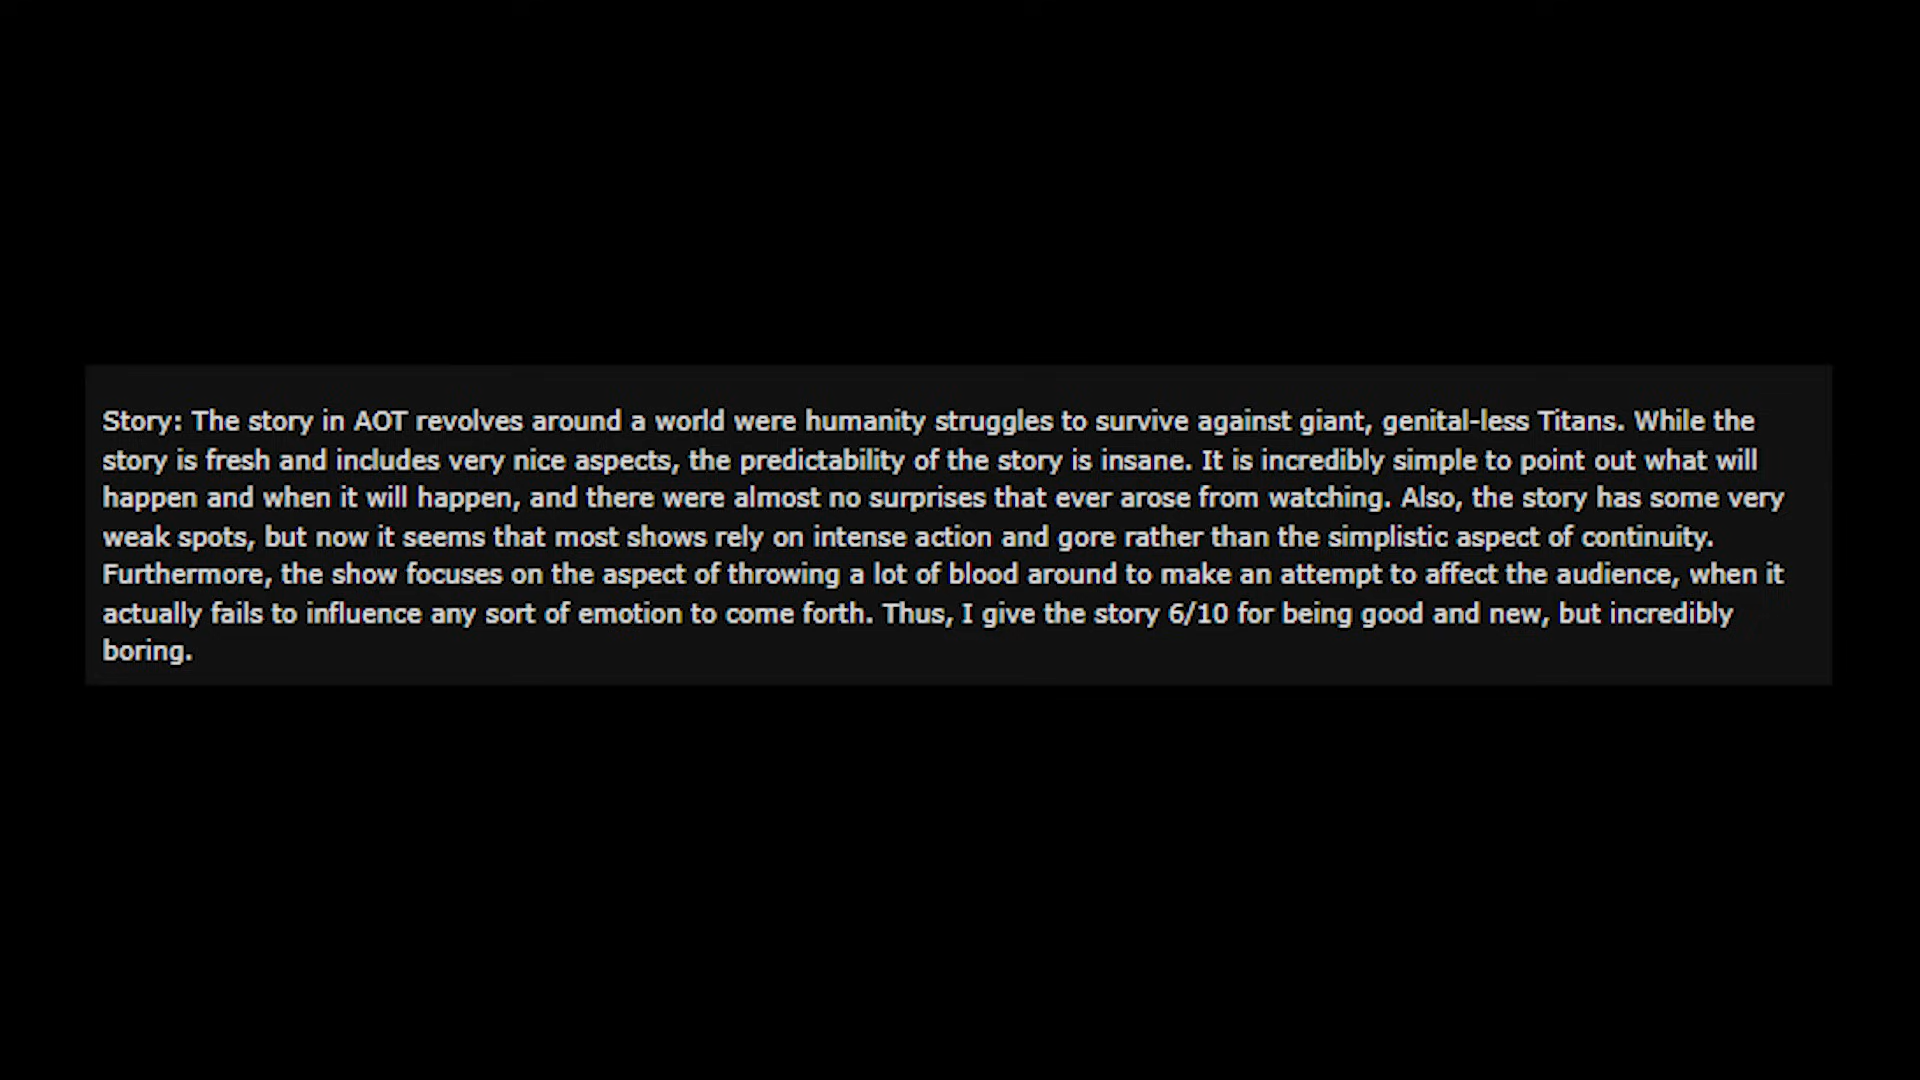 Story: The story in AOT revolves around a world were humanity struggles to survive against giant, genital-less Titans. While the
story is fresh and includes very nice aspects, the predictability of the story is insane. It is incredibly simple to point out what will
happen and when it will happen, and there were almost no surprises that ever arose from watching. Also, the story has some very
weak spots, but now it seems that most shows rely on intense action and gore rather than the simplistic aspect of continuity.
Furthermore, the show focuses on the aspect of throwing a lot of blood around to make an attempt to affect the audience, when it
actually fails to influence any sort of emotion to come forth. Thus, I give the story 6/10 for being good and new, but incredibly
boring.